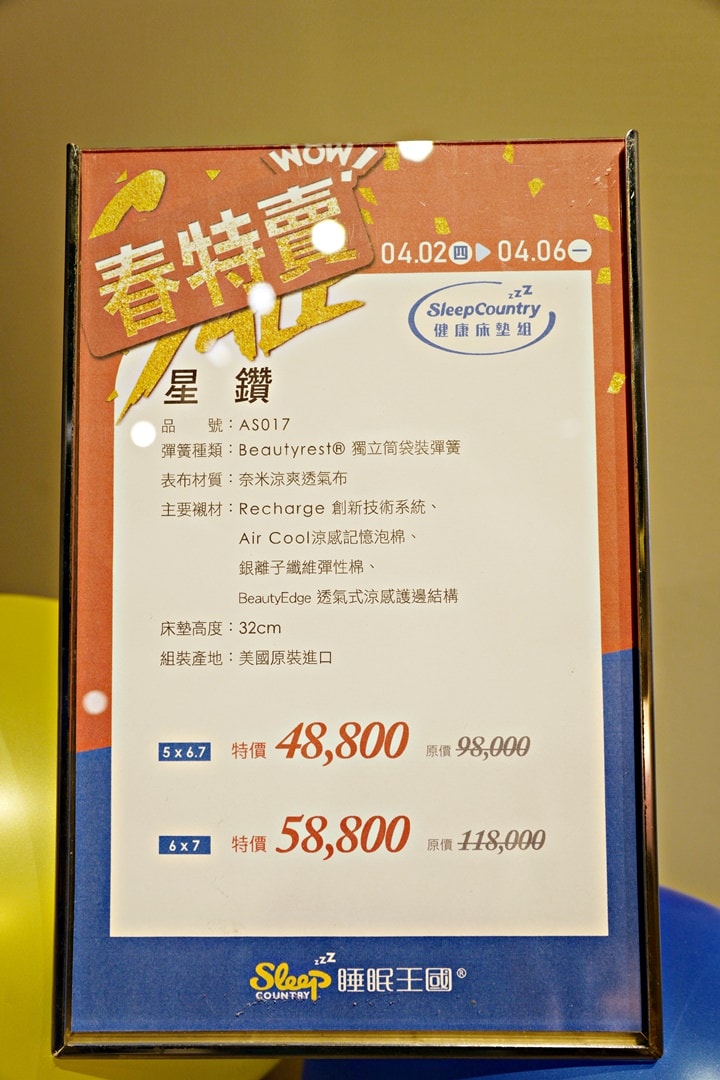 WOW!
春特賣
SALE
04.02四▶04.06一
zzZ
SleepCountry
健康床墊組
星鑽
品 號：AS017
彈簧種類：Beautyrest® 獨立筒袋裝彈簧
表布材質：奈米涼爽透氣布
主要襯材：Recharge 創新技術系統、
Air Cool涼感記憶泡棉、
銀離子纖維彈性棉、
BeautyEdge 透氣式涼感護邊結構
床墊高度：32cm
組裝產地：美國原裝進口
5 x 6.7 特價 48,800 原價 98,000
6 x 7 特價 58,800 原價 118,000
zzZ
Sleep COUNTRY 睡眠王國®